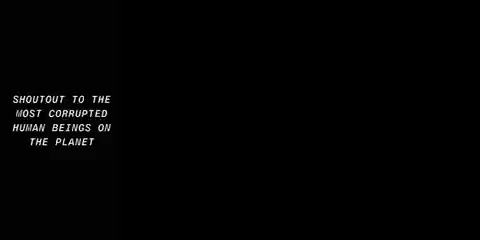 SHOUTOUT TO THE
MOST CORRUPTED
HUMAN BEINGS ON
THE PLANET